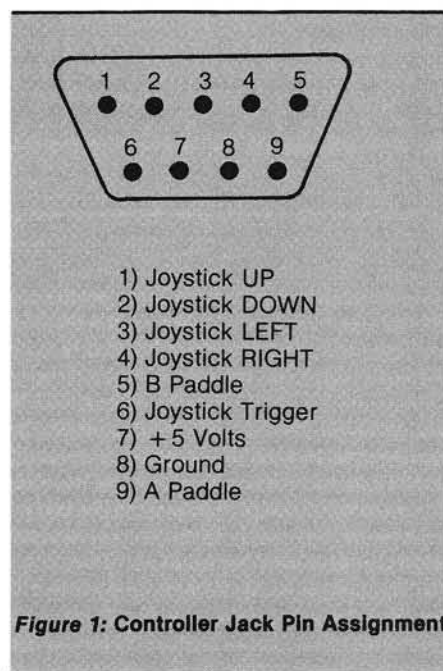 1 2 3 4 5
6 7 8 9
1) Joystick UP
2) Joystick DOWN
3) Joystick LEFT
4) Joystick RIGHT
5) B Paddle
6) Joystick Trigger
7) +5 Volts
8) Ground
9) A Paddle
Figure 1: Controller Jack Pin Assignment